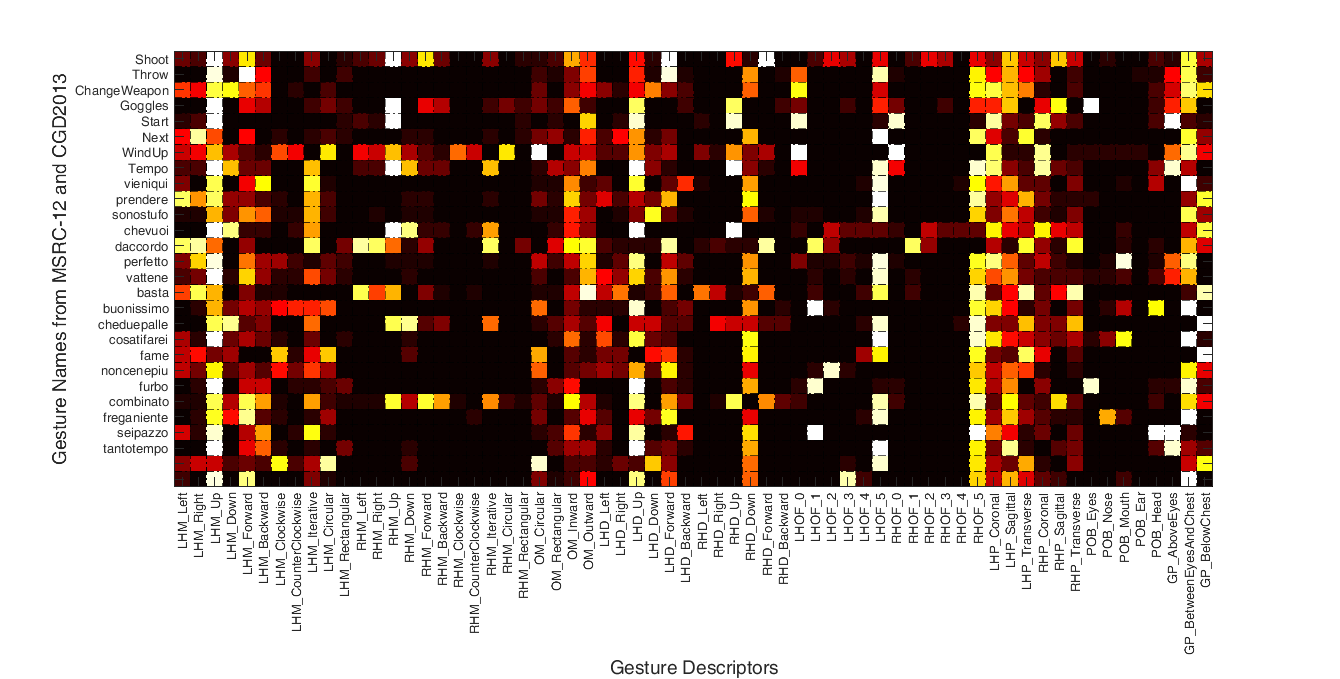 Gesture Names from MSRC-12 and CGD2013
Shoot
Throw
ChangeWeapon
Goggles
Start
Next
WindUp
Tempo
vieniqui
prendere
sonostufo
chevuoi
daccordo
perfetto
vattene
basta
buonissimo
cheduepalle
cosatifarei
fame
noncenepiu
furbo
combinato
freganiente
seipazzo
tantotempo
LHM_Left
LHM_Right
LHM_Up
LHM_Down
LHM_Forward
LHM_Backward
LHM_Clockwise
LHM_CounterClockwise
LHM_Iterative
LHM_Circular
LHM_Rectangular
RHM_Left
RHM_Right
RHM_Up
RHM_Down
RHM_Forward
RHM_Backward
RHM_Clockwise
RHM_CounterClockwise
RHM_Iterative
RHM_Circular
RHM_Rectangular
OM_Circular
OM_Rectangular
OM_Inward
OM_Outward
LHD_Left
LHD_Right
LHD_Up
LHD_Down
LHD_Forward
LHD_Backward
RHD_Left
RHD_Right
RHD_Up
RHD_Down
RHD_Forward
RHD_Backward
LHOF_0
LHOF_1
LHOF_2
LHOF_3
LHOF_4
LHOF_5
RHOF_0
RHOF_1
RHOF_2
RHOF_3
RHOF_4
RHOF_5
LHP_Coronal
LHP_Sagittal
LHP_Transverse
RHP_Coronal
RHP_Sagittal
RHP_Transverse
POB_Eyes
POB_Nose
POB_Mouth
POB_Ear
POB_Head
GP_AboveEyes
GP_BetweenEyesAndChest
GP_BelowChest
Gesture Descriptors